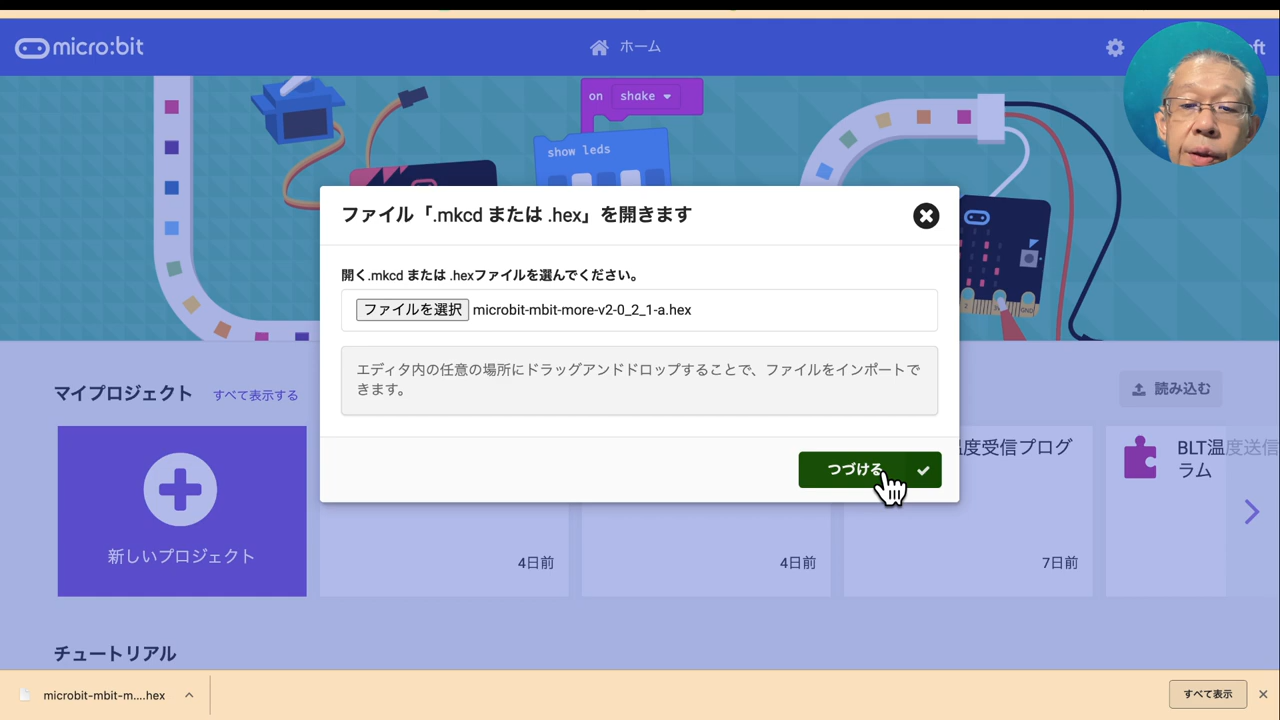 micro:bit
ホーム
ft
on shake
show leds
GND
ファイル「.mkcd または .hex」を開きます
開く.mkcd または .hexファイルを選んでください。
ファイルを選択 microbit-mbit-more-v2-0_2_1-a.hex
エディタ内の任意の場所にドラッグアンドドロップすることで、ファイルをインポートで
きます。
つづける
マイプロジェクト すべて表示する
読み込む
新しいプロジェクト
4日前
4日前
温度受信プログ
7日前
BLT温度送信
ラム
チュートリアル
microbit-mbit-m....hex
すべて表示